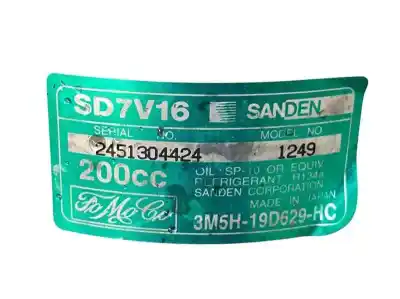 SD7V16 SANDEN
SERIAL NO. MODEL NO
2451304424 1249
200cc
OIL: SP-10 OR EQUIV.
REFRIGERANT R134a
SANDEN CORPORATION
MADE IN JAPAN
FoMoCo
3M5H-19D629-HC